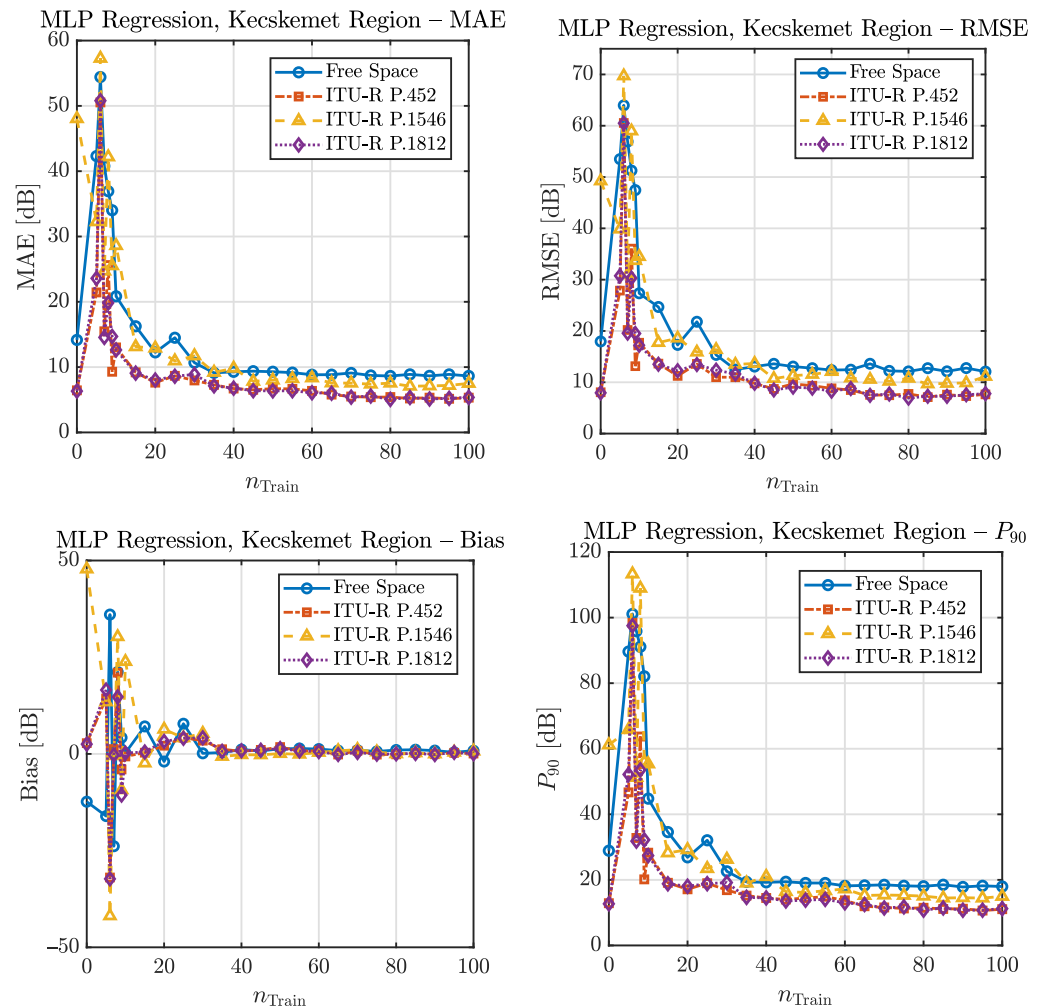 MLP Regression, Kecskemet Region – MAE
60
50
40
30
20
10
0
MAE [dB]
Free Space
ITU-R P.452
ITU-R P.1546
ITU-R P.1812
0 20 40 60 80 100
nTrain
MLP Regression, Kecskemet Region – RMSE
70
60
50
40
30
20
10
0
RMSE [dB]
Free Space
ITU-R P.452
ITU-R P.1546
ITU-R P.1812
0 20 40 60 80 100
nTrain
MLP Regression, Kecskemet Region – Bias
50
0
−50
Bias [dB]
Free Space
ITU-R P.452
ITU-R P.1546
ITU-R P.1812
0 20 40 60 80 100
nTrain
MLP Regression, Kecskemet Region – P90
120
100
80
60
40
20
0
P90 [dB]
Free Space
ITU-R P.452
ITU-R P.1546
ITU-R P.1812
0 20 40 60 80 100
nTrain